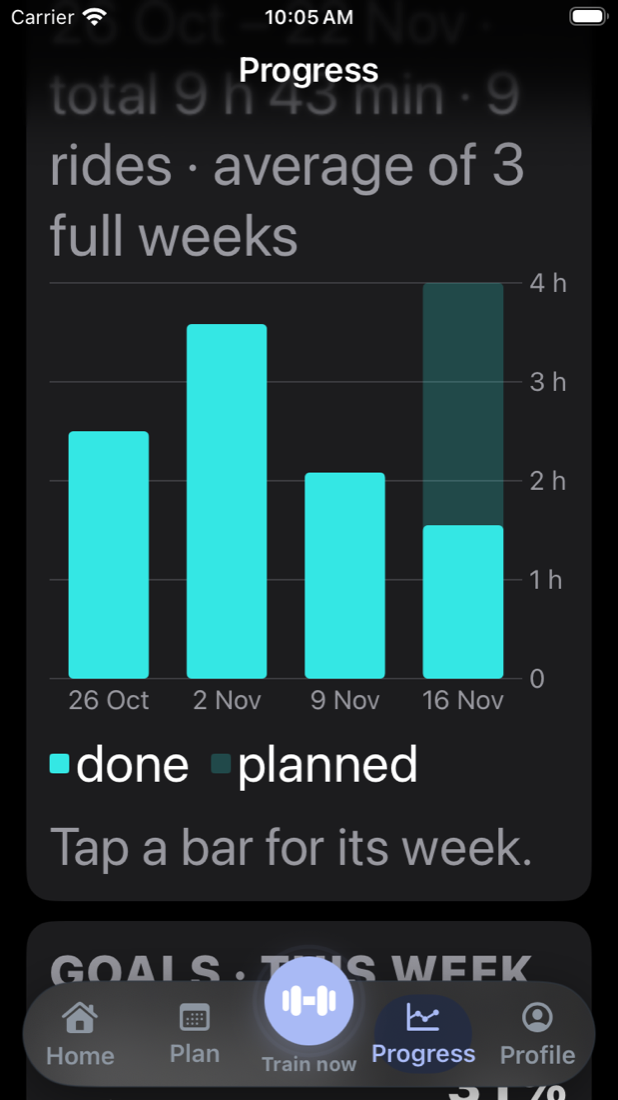 Carrier 10:05 AM
Progress
total 9 h 43 min · 9
rides · average of 3
full weeks
4 h
3 h
2 h
1 h
0
26 Oct 2 Nov 9 Nov 16 Nov
done planned
Tap a bar for its week.
GOALS · THIS WEEK
Home Plan Train now Progress Profile
31%